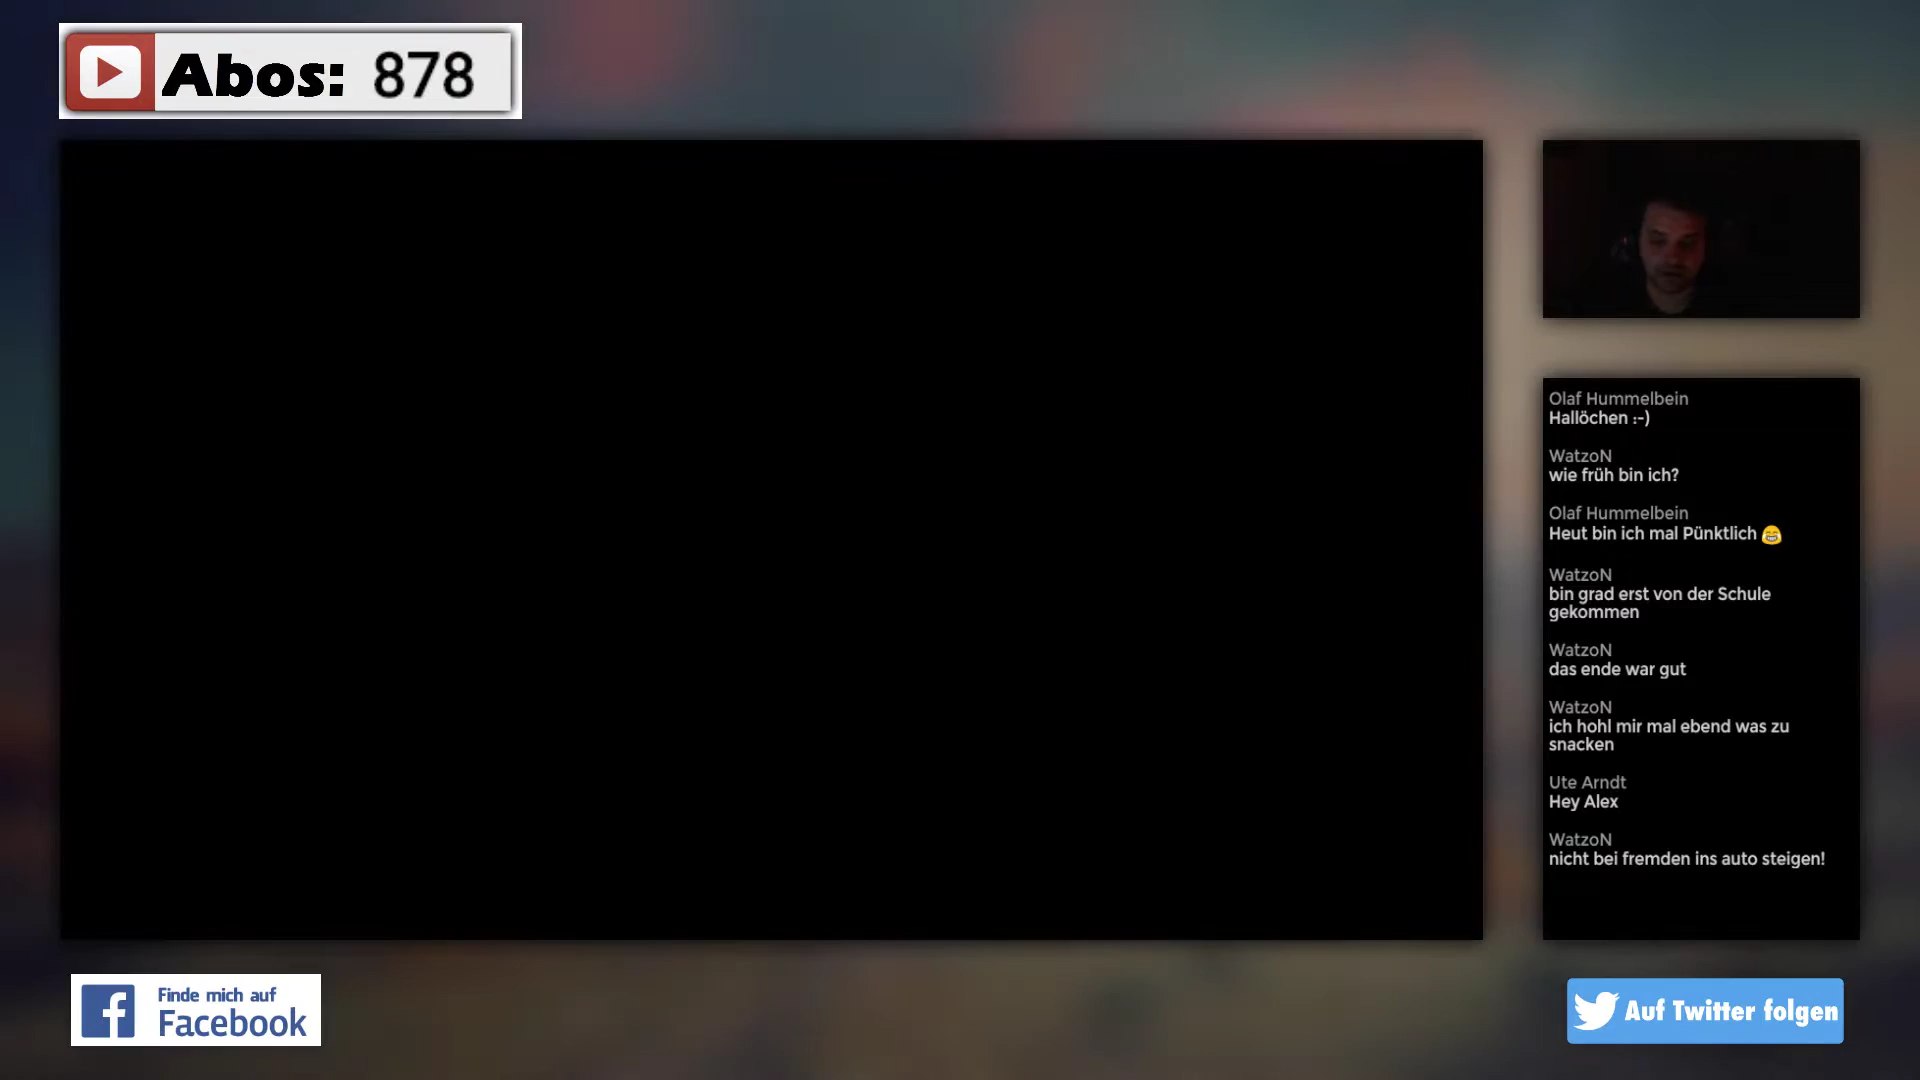 Abos: 878
Olaf Hummelbein
Hallöchen :-)
WatzoN
wie früh bin ich?
Olaf Hummelbein
Heut bin ich mal Pünktlich 😂
WatzoN
bin grad erst von der Schule
gekommen
WatzoN
das ende war gut
WatzoN
ich hohl mir mal ebend was zu
snacken
Ute Arndt
Hey Alex
WatzoN
nicht bei fremden ins auto steigen!
Finde mich auf
Facebook
Auf Twitter folgen